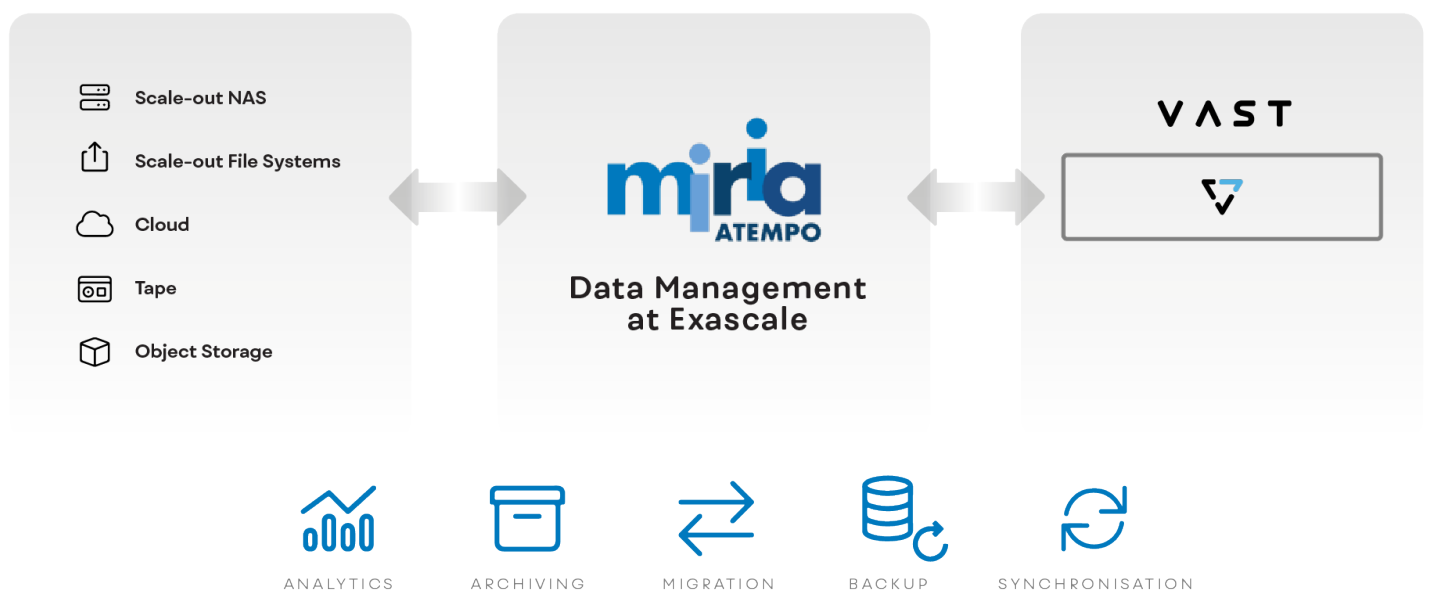 Scale-out NAS
Scale-out File Systems
Cloud
Tape
Object Storage
miria
ATEMPO
Data Management
at Exascale
VAST
ANALYTICS
ARCHIVING
MIGRATION
BACKUP
SYNCHRONISATION